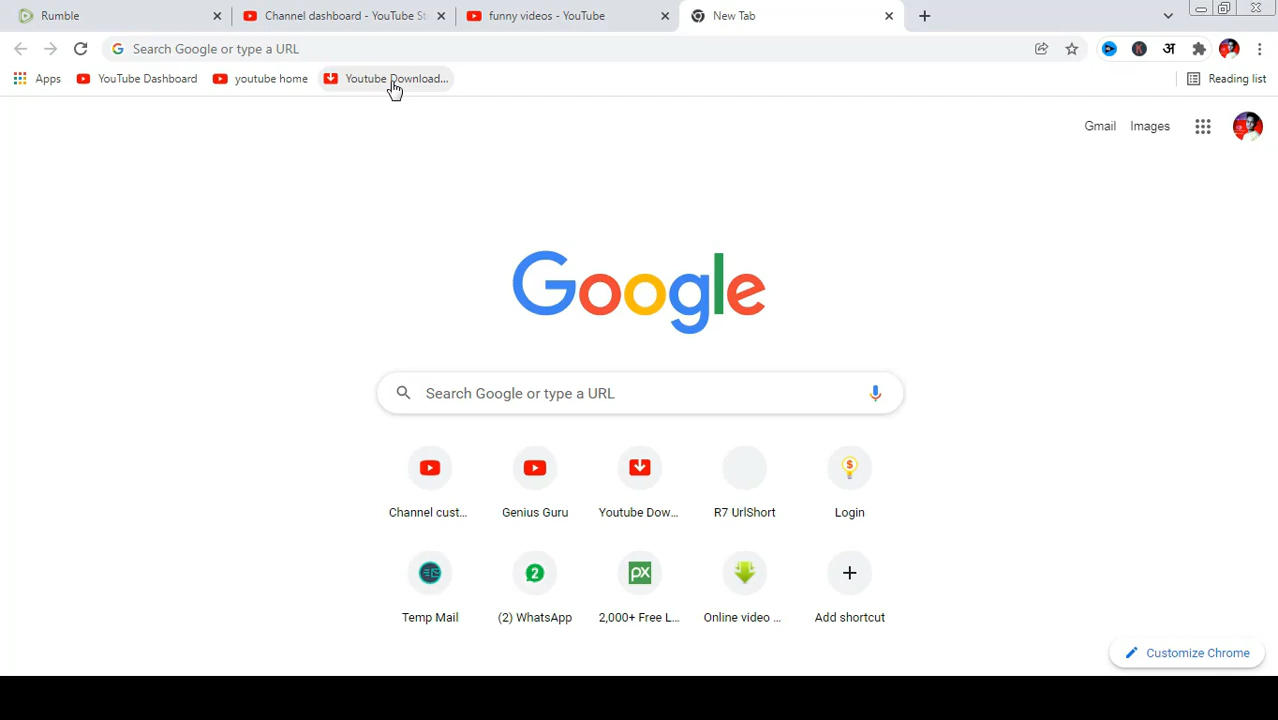 Rumble
Channel dashboard - YouTube St
funny videos - YouTube
New Tab
Search Google or type a URL
Apps
YouTube Dashboard
youtube home
Youtube Download...
Reading list
Gmail Images
Google
Search Google or type a URL
Channel cust...
Genius Guru
Youtube Dow...
R7 UrlShort
Login
Temp Mail
(2) WhatsApp
2,000+ Free L...
Online video ...
Add shortcut
Customize Chrome